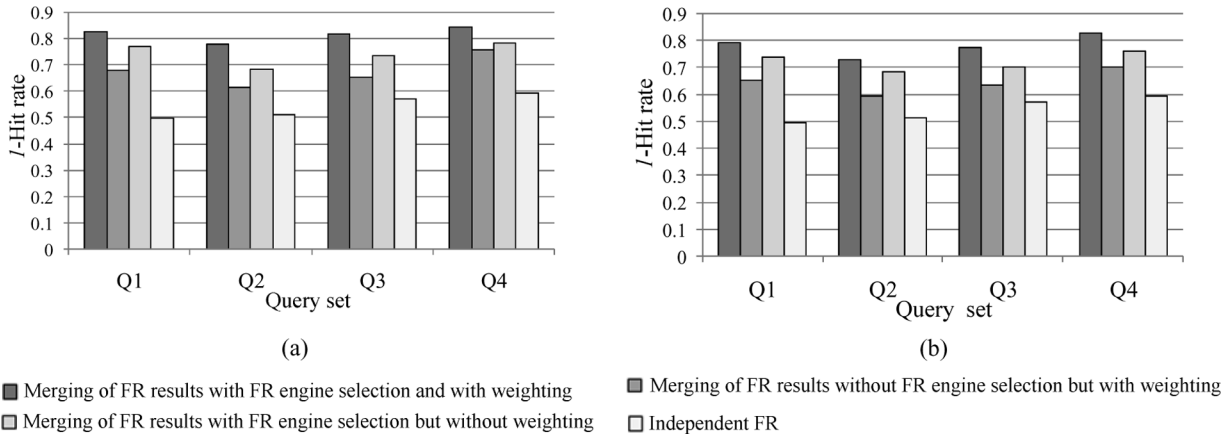 0.9
0.8
0.7
0.6
0.5
0.4
0.3
0.2
0.1
0
1-Hit rate
Q1 Q2 Q3 Q4
Query set
(a)
0.9
0.8
0.7
0.6
0.5
0.4
0.3
0.2
0.1
0
1-Hit rate
Q1 Q2 Q3 Q4
Query set
(b)
Merging of FR results with FR engine selection and with weighting
Merging of FR results without FR engine selection but with weighting
Merging of FR results with FR engine selection but without weighting
Independent FR